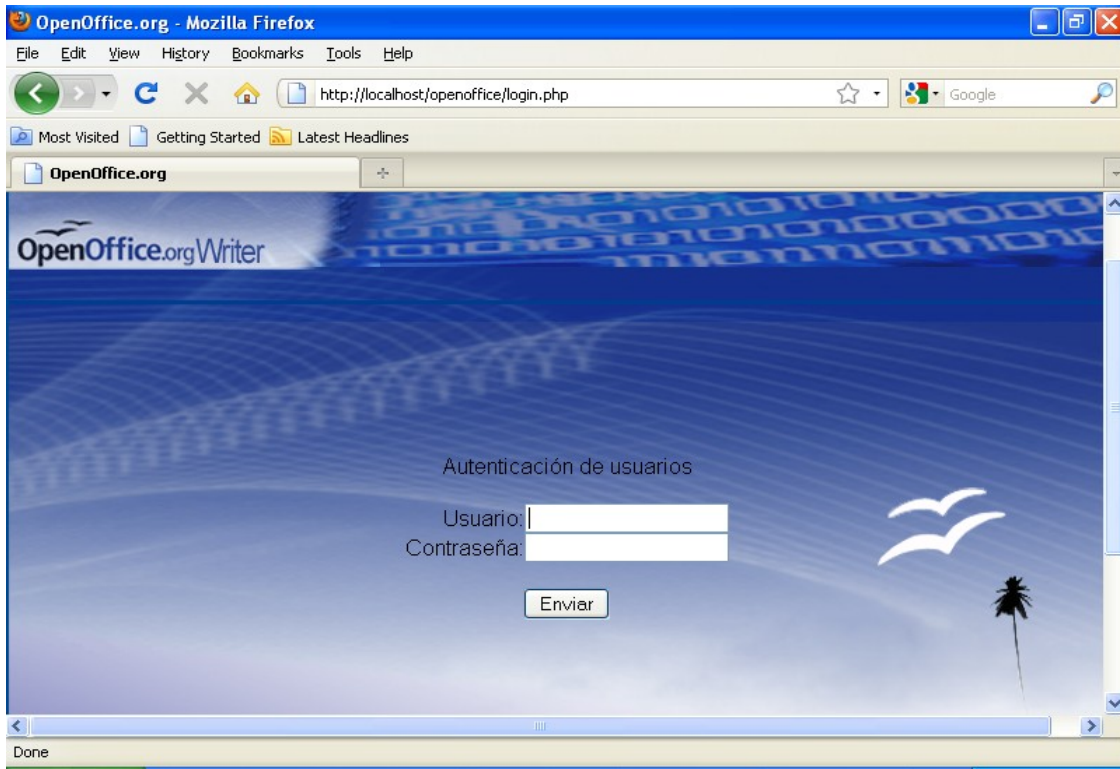 OpenOffice.org - Mozilla Firefox
File Edit View History Bookmarks Tools Help
http://localhost/openoffice/login.php
Google
Most Visited Getting Started Latest Headlines
OpenOffice.org
OpenOffice.org Writer
Autenticación de usuarios
Usuario:
Contraseña:
Enviar
Done